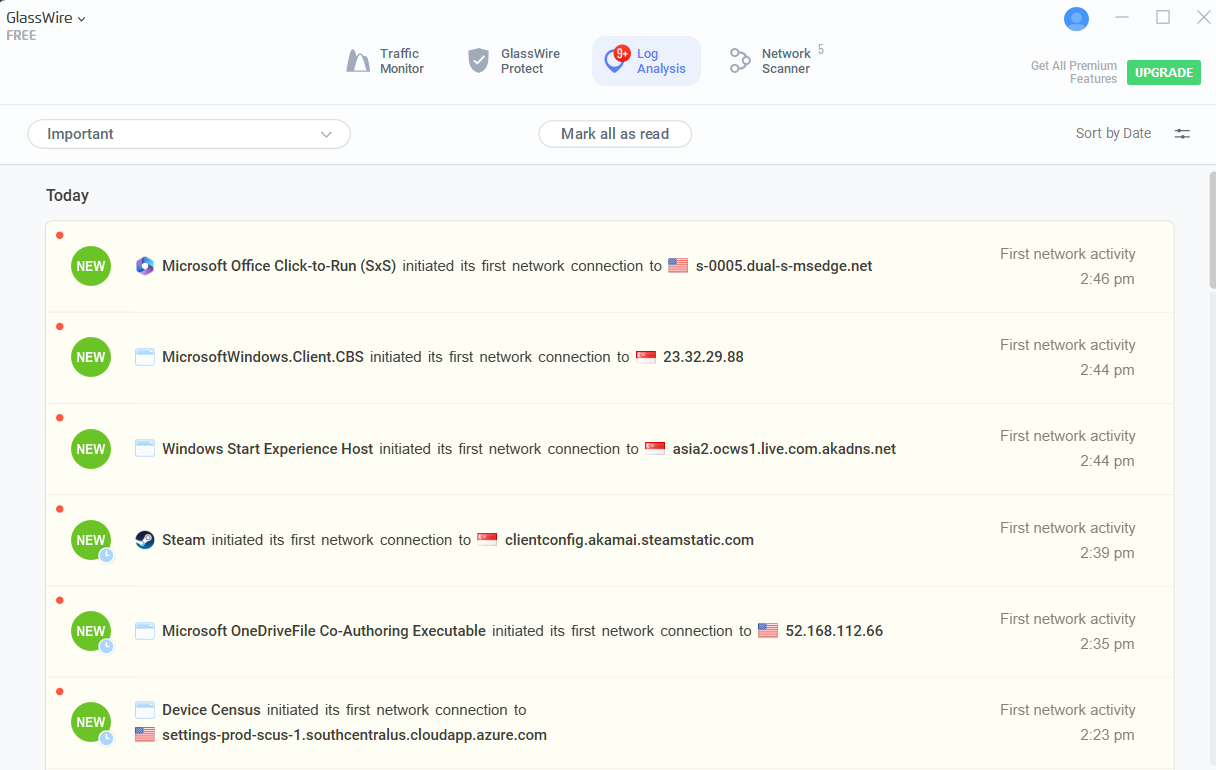 GlassWire
FREE
Traffic
Monitor
GlassWire
Protect
9+
Log
Analysis
Network
Scanner
5
Get All Premium
Features
UPGRADE
Important
Mark all as read
Sort by Date
Today
NEW
Microsoft Office Click-to-Run (SxS) initiated its first network connection to s-0005.dual-s-msedge.net
First network activity
2:46 pm
NEW
MicrosoftWindows.Client.CBS initiated its first network connection to 23.32.29.88
First network activity
2:44 pm
NEW
Windows Start Experience Host initiated its first network connection to asia2.ocws1.live.com.akadns.net
First network activity
2:44 pm
NEW
Steam initiated its first network connection to clientconfig.akamai.steamstatic.com
First network activity
2:39 pm
NEW
Microsoft OneDriveFile Co-Authoring Executable initiated its first network connection to 52.168.112.66
First network activity
2:35 pm
NEW
Device Census initiated its first network connection to
settings-prod-scus-1.southcentralus.cloudapp.azure.com
First network activity
2:23 pm